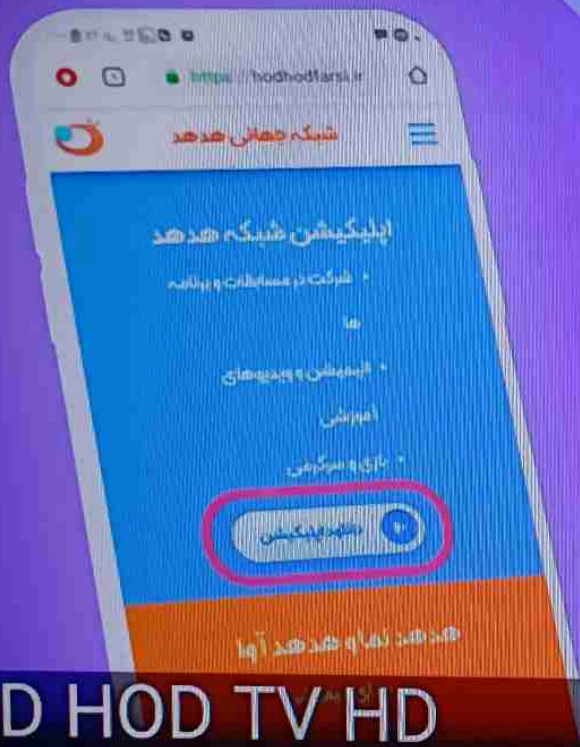 https://hodhodfarsi.ir
شبکه جهانی هدهد
اپلیکیشن شبکه هدهد
• شرکت در مسابقات و برنامه
ها
• انیمیشن و ویدیوهای
آموزشی
• بازی و سرگرمی
دانلود اپلیکیشن
هدهد نما و هدهد آوا
D HOD TV HD